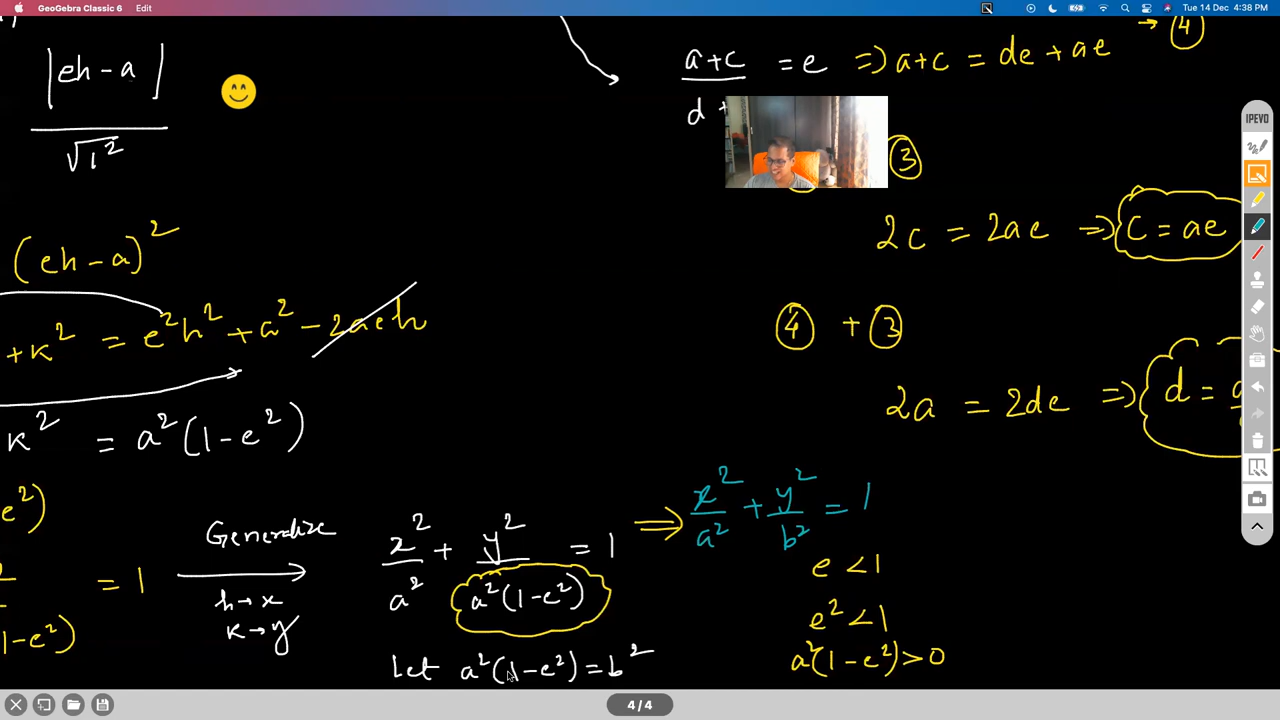 GeoGebra Classic 6 Edit
Tue 14 Dec 4:38 PM
|eh - a|
√1²
a + c = e ⇒ a + c = de + ae → ④
d +
③
IPEVO
(eh - a)²
2c = 2ae ⇒ c = ae
+ k² = e²h² + a² - 2aeh
④ + ③
k² = a²(1 - e²)
2a = 2de ⇒ d = a
e²)
Generalize
= 1
h → x
k → y
1 - e²)
x²/a² + y²/a²(1 - e²) = 1 ⇒ x²/a² + y²/b² = 1
e < 1
e² < 1
Let a²(1 - e²) = b²
a²(1 - e²) > 0
4 / 4